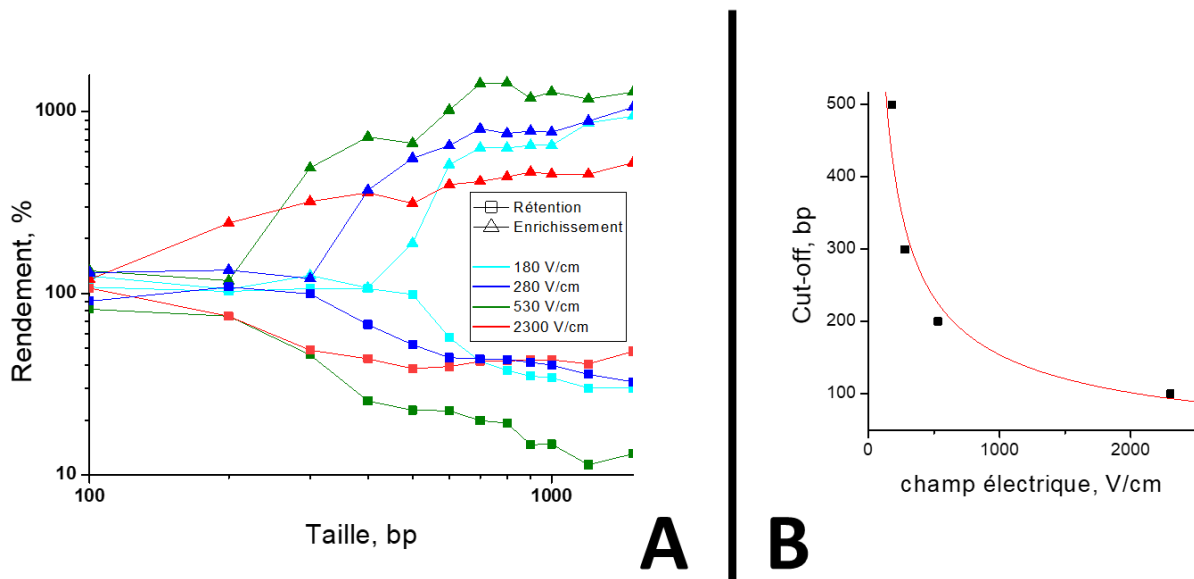 1000
100
10
Rendement, %
Rétention
Enrichissement
180 V/cm
280 V/cm
530 V/cm
2300 V/cm
100
1000
Taille, bp
A
500
400
300
200
100
Cut-off, bp
0
1000
2000
champ électrique, V/cm
B